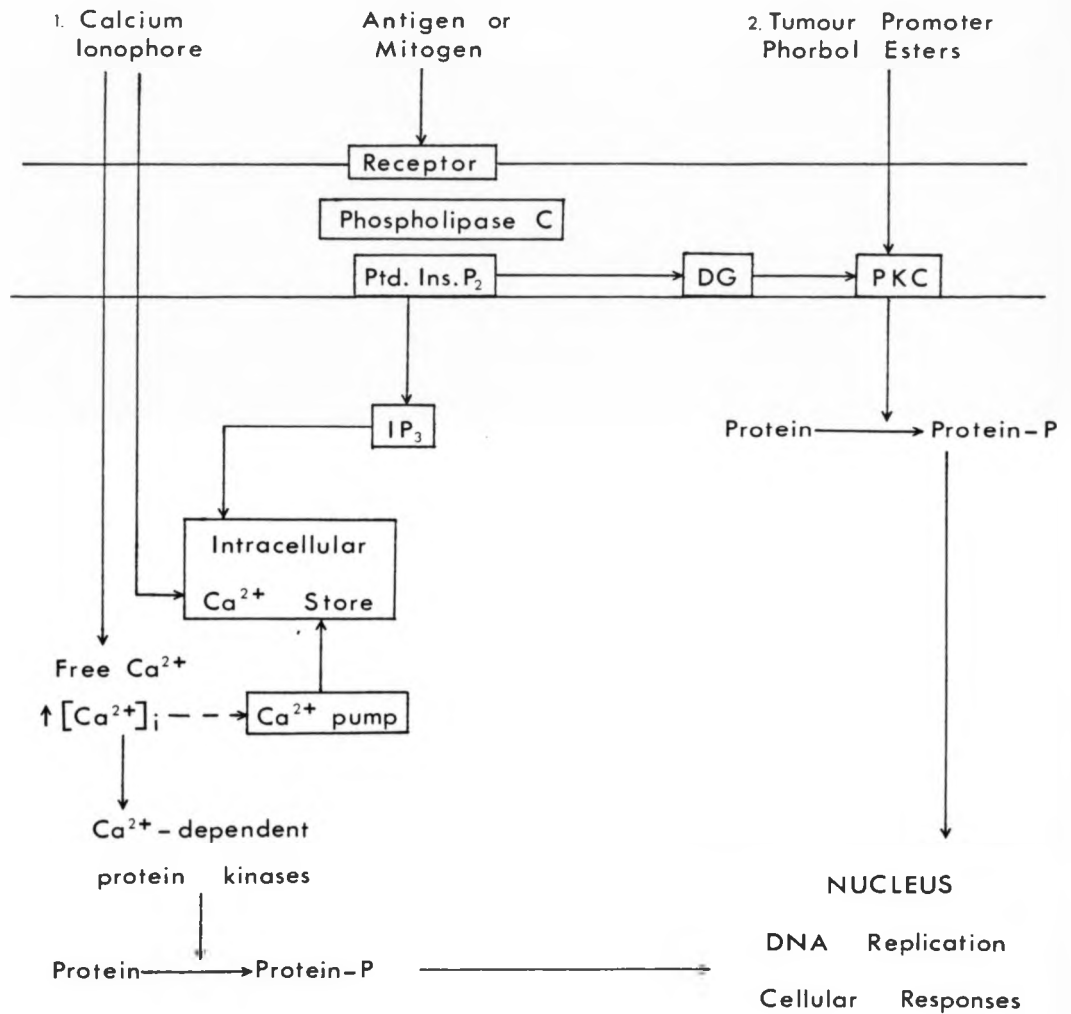 1. Calcium
Ionophore
Antigen or
Mitogen
2. Tumour Promoter
Phorbol Esters
Receptor
Phospholipase C
Ptd. Ins. P₂
DG
PKC
IP₃
Protein
Protein-P
Intracellular
Ca²⁺ Store
Free Ca²⁺
↑ [Ca²⁺]i
Ca²⁺ pump
Ca²⁺-dependent
protein kinases
Protein
Protein-P
NUCLEUS
DNA Replication
Cellular Responses